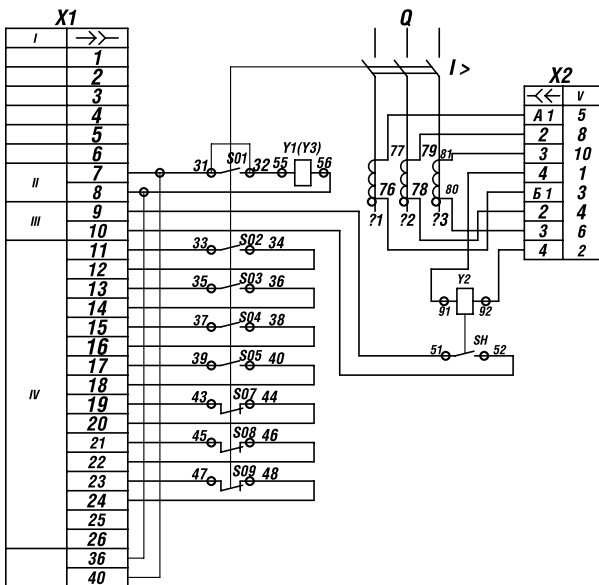 X1
Q
I >
X2
I
V
1
2
3
4
5
6
II
7
8
III
9
10
IV
11
12
13
14
15
16
17
18
19
20
21
22
23
24
25
26
36
40
31 S01 32 55 Y1(Y3) 56
33 S02 34
35 S03 36
37 S04 38
39 S05 40
43 S07 44
45 S08 46
47 S09 48
77 79 81
76 78 80
?1 ?2 ?3
А 1 5
2 8
3 10
4 1
Б 1 3
2 4
3 6
4 2
Y2
91 92
51 SH 52